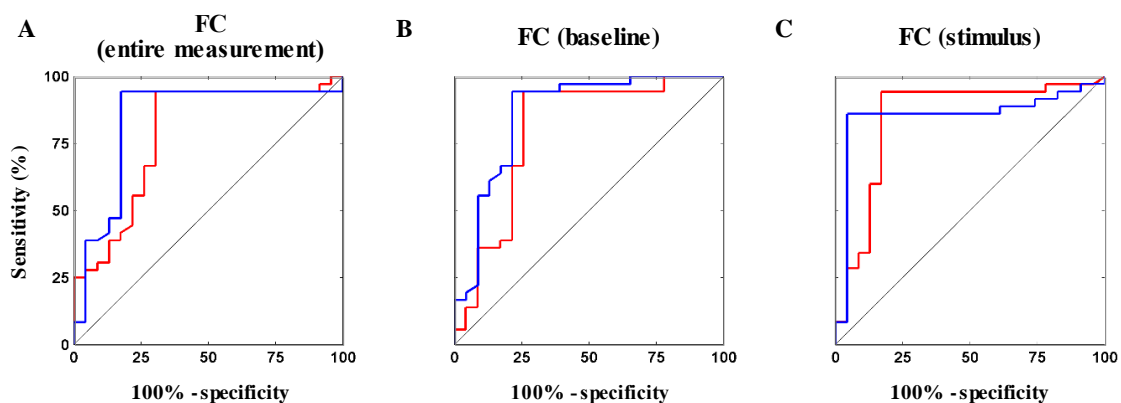 A
FC
(entire measurement)
B
FC (baseline)
C
FC (stimulus)
Sensitivity (%)
100
75
50
25
0
0
25
50
75
100
100% - specificity
0
25
50
75
100
100% - specificity
0
25
50
75
100
100% - specificity